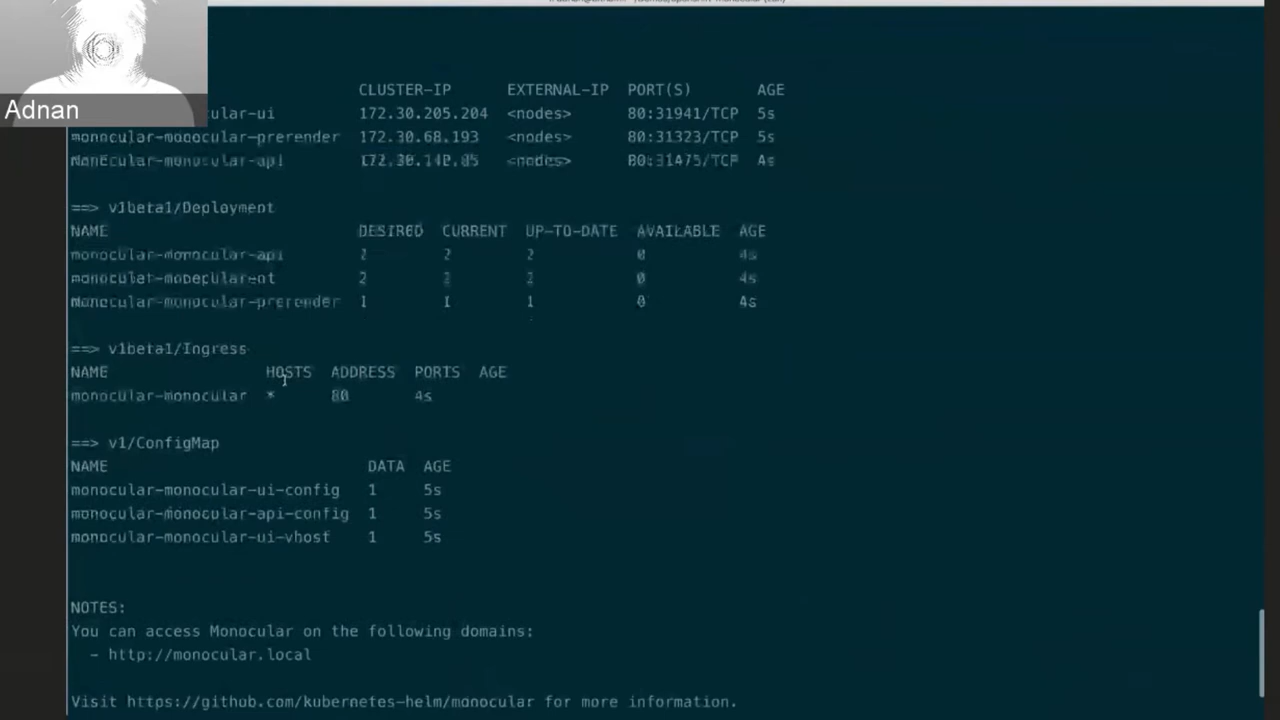 Adnan
CLUSTER-IP EXTERNAL-IP PORT(S) AGE
cular-ui 172.30.205.204 <nodes> 80:31941/TCP 5s
monocular-monocular-prerender 172.30.68.193 <nodes> 80:31323/TCP 5s
monocular-monocular-api <nodes> 80:31475/TCP 4s
==> v1beta1/Deployment
NAME DESIRED CURRENT UP-TO-DATE AVAILABLE AGE
monocular-monocular-api 2 2 2 0 4s
2 2 2 0 4s
monocular-monocular-prerender 1 1 1 0 4s
==> v1beta1/Ingress
NAME HOSTS ADDRESS PORTS AGE
monocular-monocular * 80 4s
==> v1/ConfigMap
NAME DATA AGE
monocular-monocular-ui-config 1 5s
monocular-monocular-api-config 1 5s
monocular-monocular-ui-vhost 1 5s
NOTES:
You can access Monocular on the following domains:
- http://monocular.local
Visit https://github.com/kubernetes-helm/monocular for more information.